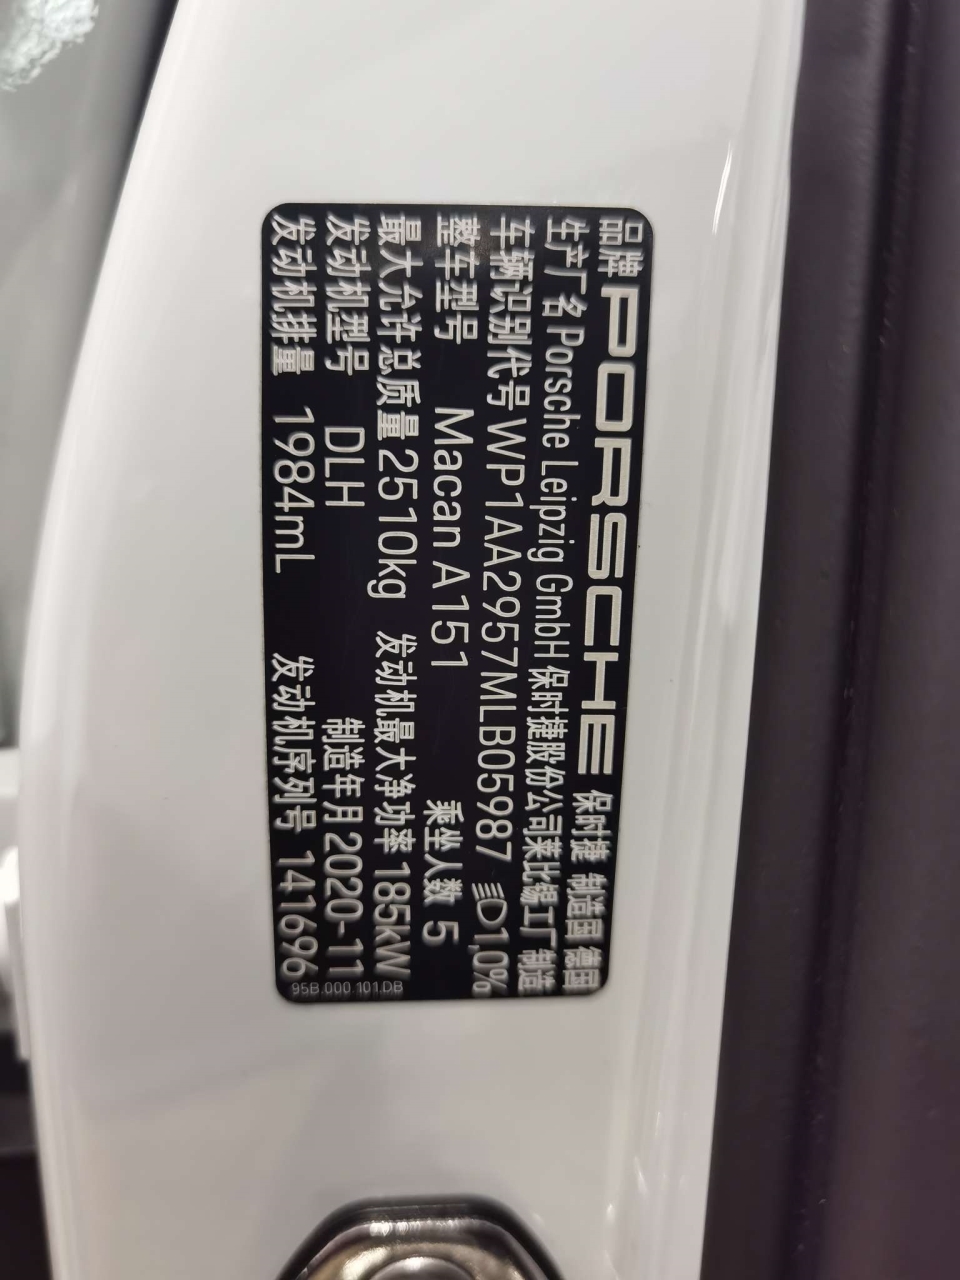 品牌 PORSCHE 保时捷 制造国 德国
生产厂名 Porsche Leipzig GmbH 保时捷股份公司莱比锡工厂 制造
车辆识别代号 WP1AA2957MLB05987 1,0%
整车型号 Macan A151 乘坐人数 5
最大允许总质量 2510kg 发动机最大净功率 185kW
发动机型号 DLH 制造年月 2020-11
发动机排量 1984mL 发动机序列号 141696
95B.000.101.DB